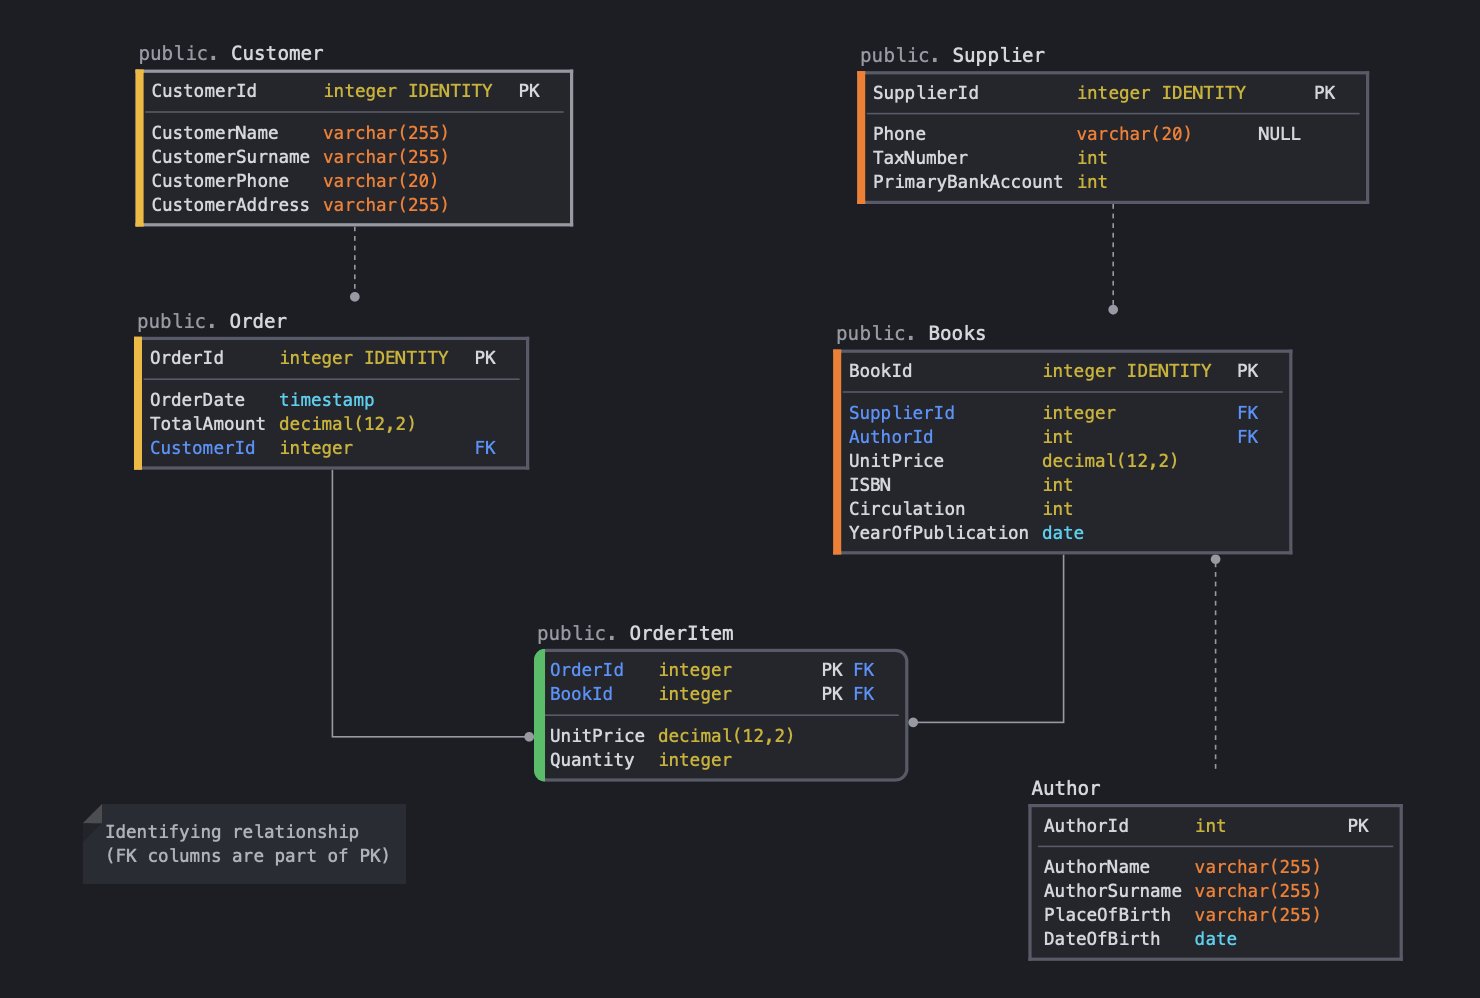 public. Customer
CustomerId integer IDENTITY PK
CustomerName varchar(255)
CustomerSurname varchar(255)
CustomerPhone varchar(20)
CustomerAddress varchar(255)
public. Supplier
SupplierId integer IDENTITY PK
Phone varchar(20) NULL
TaxNumber int
PrimaryBankAccount int
public. Order
OrderId integer IDENTITY PK
OrderDate timestamp
TotalAmount decimal(12,2)
CustomerId integer FK
public. Books
BookId integer IDENTITY PK
SupplierId integer FK
AuthorId int FK
UnitPrice decimal(12,2)
ISBN int
Circulation int
YearOfPublication date
public. OrderItem
OrderId integer PK FK
BookId integer PK FK
UnitPrice decimal(12,2)
Quantity integer
Identifying relationship
(FK columns are part of PK)
Author
AuthorId int PK
AuthorName varchar(255)
AuthorSurname varchar(255)
PlaceOfBirth varchar(255)
DateOfBirth date